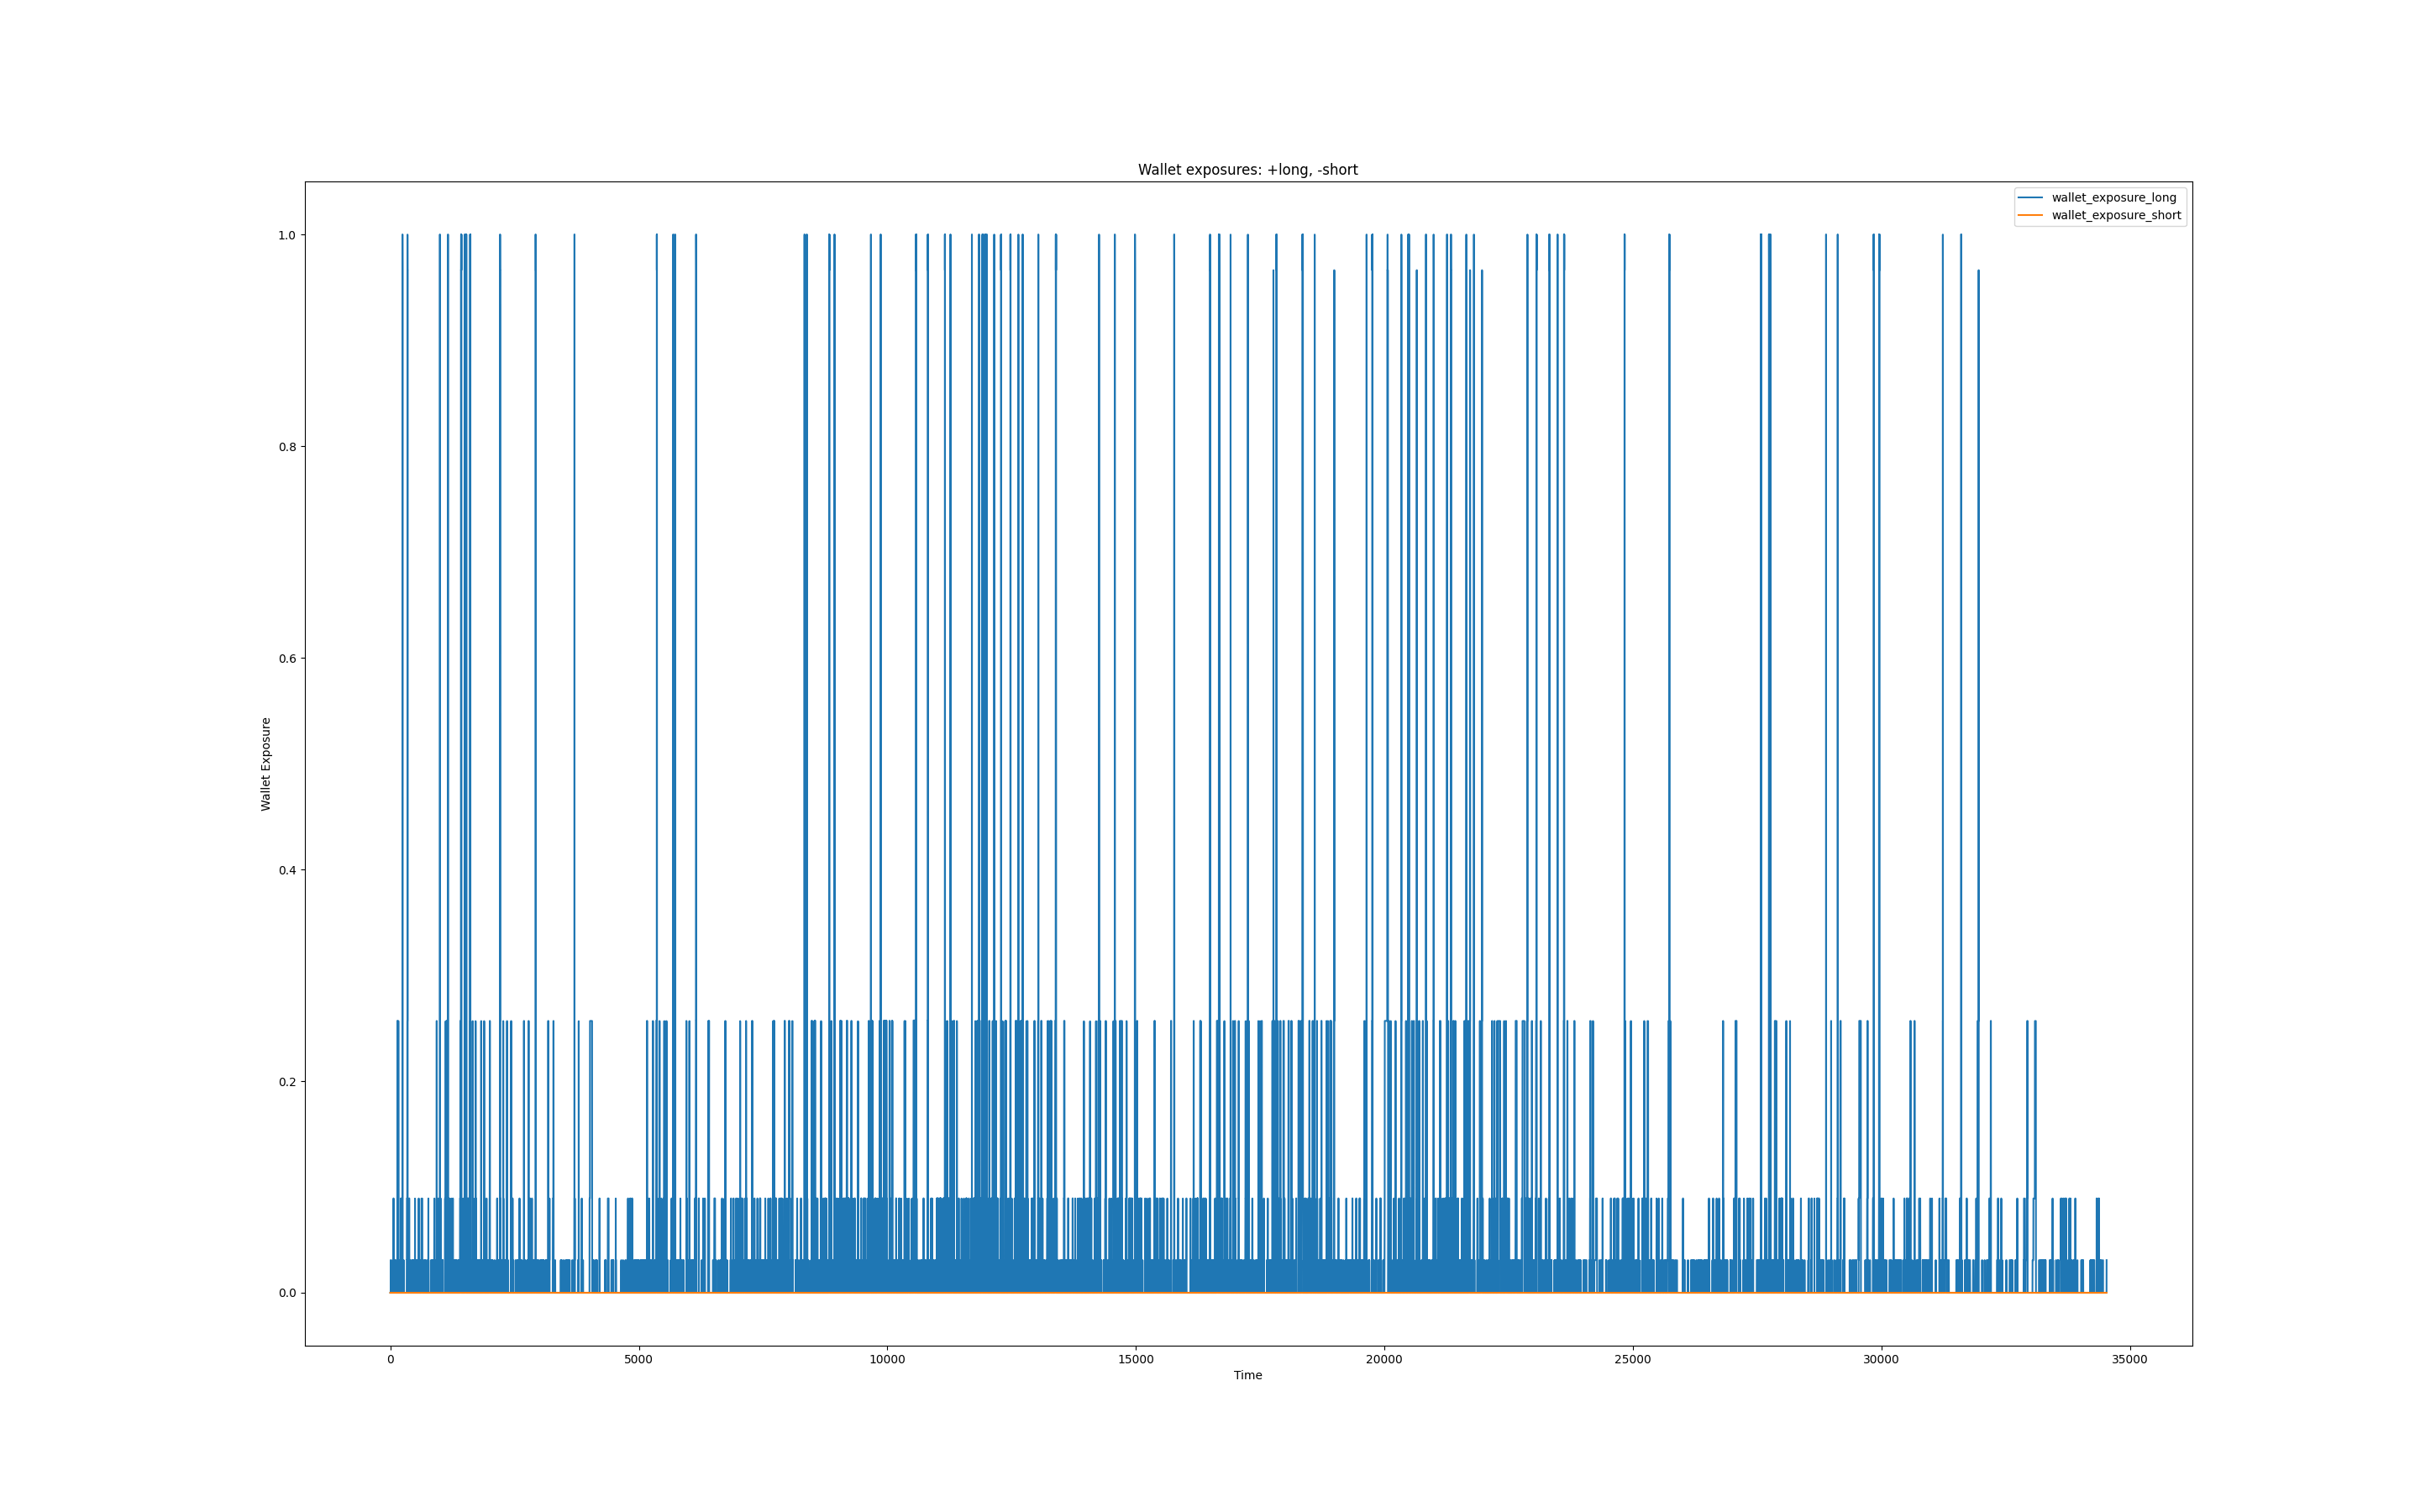 Wallet exposures: +long, -short
wallet_exposure_long
wallet_exposure_short
1.0
0.8
0.6
0.4
0.2
0.0
Wallet Exposure
0 5000 10000 15000 20000 25000 30000 35000
Time